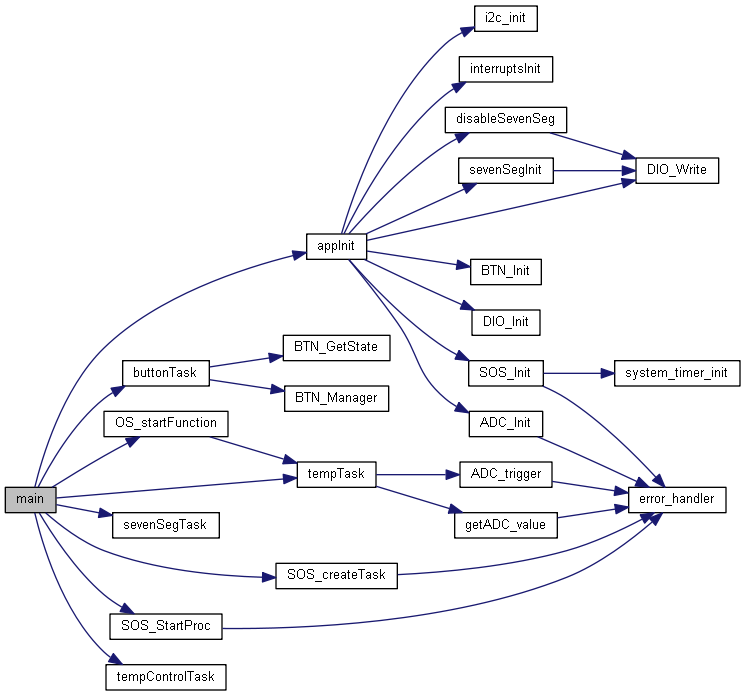 i2c_init
interruptsInit
disableSevenSeg
sevenSegInit
DIO_Write
appInit
BTN_Init
DIO_Init
BTN_GetState
buttonTask
SOS_Init
system_timer_init
BTN_Manager
OS_startFunction
ADC_Init
tempTask
ADC_trigger
main
error_handler
sevenSegTask
getADC_value
SOS_createTask
SOS_StartProc
tempControlTask